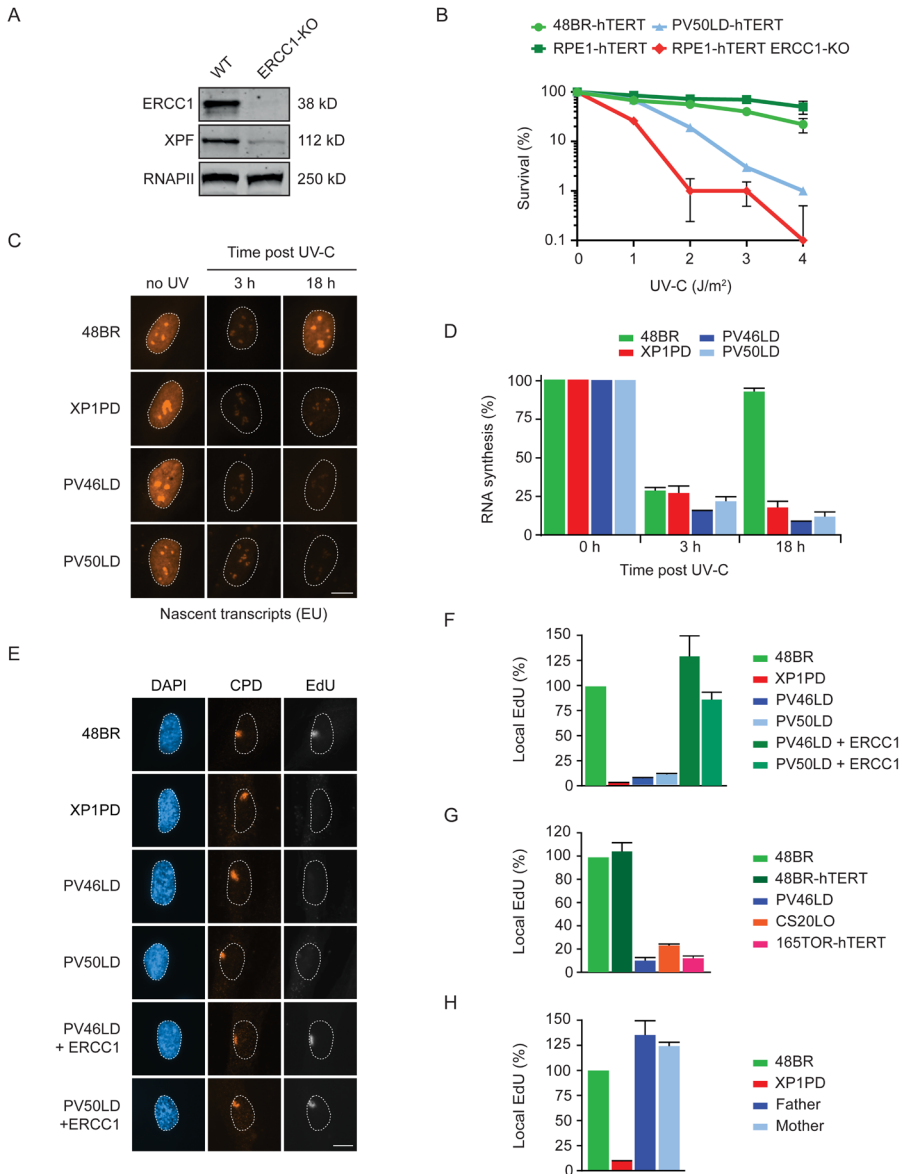 A
WT
ERCC1-KO
ERCC1
38 kD
XPF
112 kD
RNAPII
250 kD
B
48BR-hTERT
PV50LD-hTERT
RPE1-hTERT
RPE1-hTERT ERCC1-KO
Survival (%)
100
10
1
0.1
0 1 2 3 4
UV-C (J/m²)
C
Time post UV-C
no UV
3 h
18 h
48BR
XP1PD
PV46LD
PV50LD
Nascent transcripts (EU)
D
48BR
PV46LD
XP1PD
PV50LD
RNA synthesis (%)
100
75
50
25
0
0 h
3 h
18 h
Time post UV-C
E
DAPI
CPD
EdU
48BR
XP1PD
PV46LD
PV50LD
PV46LD
+ ERCC1
PV50LD
+ERCC1
F
Local EdU (%)
150
125
100
75
50
25
0
48BR
XP1PD
PV46LD
PV50LD
PV46LD + ERCC1
PV50LD + ERCC1
G
Local EdU (%)
120
100
80
60
40
20
0
48BR
48BR-hTERT
PV46LD
CS20LO
165TOR-hTERT
H
Local EdU (%)
150
125
100
75
50
25
0
48BR
XP1PD
Father
Mother